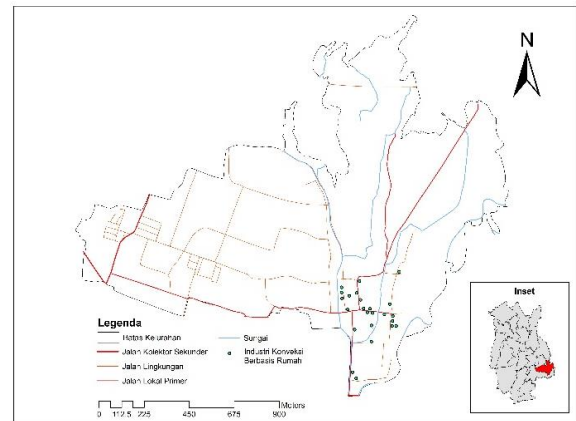 N
Legenda
Batas Kelurahan
Jalan Kolektor Sekunder
Jalan Lingkungan
Jalan Lokal Primer
Sungai
Industri Konveksi
Berbasis Rumah
Meters
0 112.5 225 450 675 900
Inset